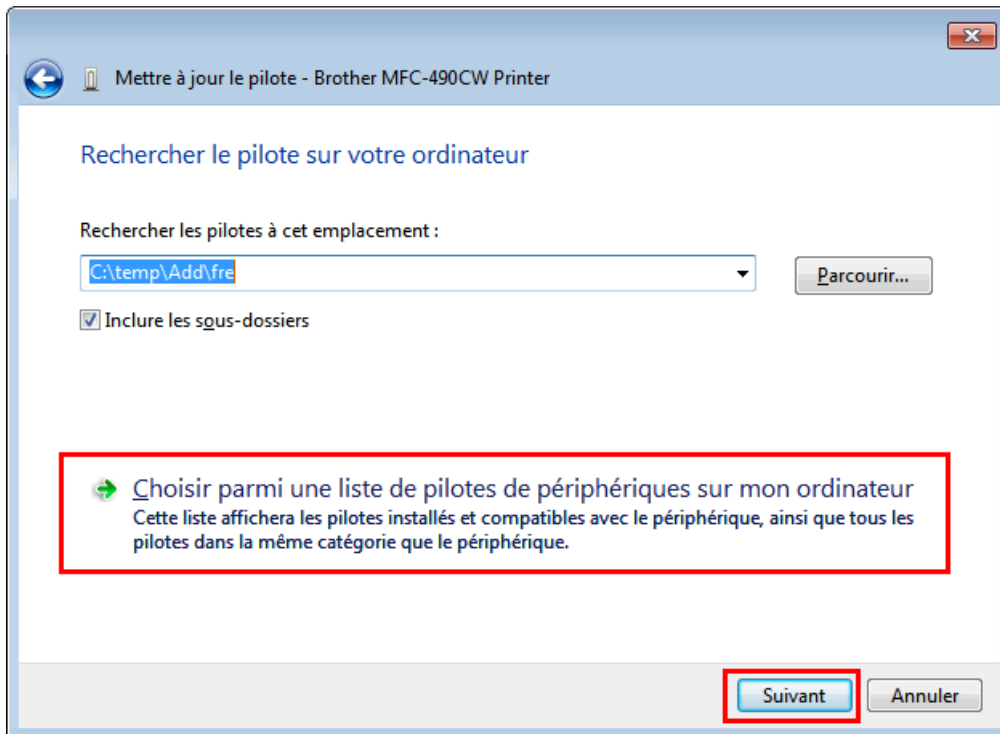 Mettre à jour le pilote - Brother MFC-490CW Printer
Rechercher le pilote sur votre ordinateur
Rechercher les pilotes à cet emplacement :
C:\temp\Add\fre
Parcourir...
Inclure les sous-dossiers
Choisir parmi une liste de pilotes de périphériques sur mon ordinateur
Cette liste affichera les pilotes installés et compatibles avec le périphérique, ainsi que tous les
pilotes dans la même catégorie que le périphérique.
Suivant
Annuler